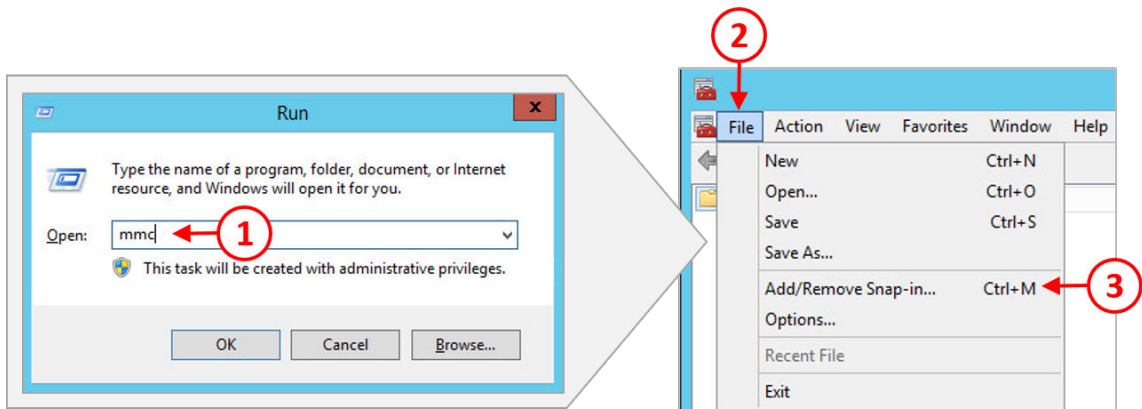 Run
x
Type the name of a program, folder, document, or Internet
resource, and Windows will open it for you.
Open: mmc
1
This task will be created with administrative privileges.
OK Cancel Browse...
2
File Action View Favorites Window Help
New Ctrl+N
Open... Ctrl+O
Save Ctrl+S
Save As...
Add/Remove Snap-in... Ctrl+M
3
Options...
Recent File
Exit